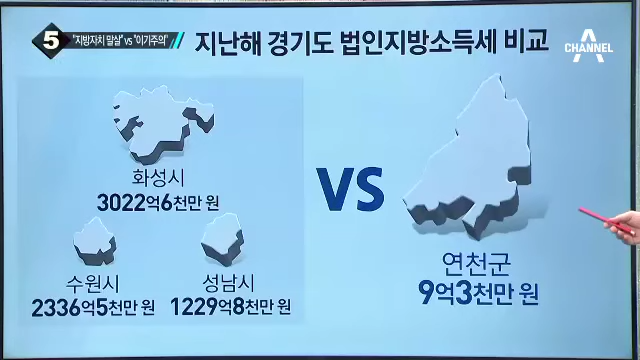 5 "지방자치 말살" vs "이기주의"
지난해 경기도 법인지방소득세 비교
CHANNEL A
화성시
3022억6천만 원
수원시
2336억5천만 원
성남시
1229억8천만 원
VS
연천군
9억3천만 원